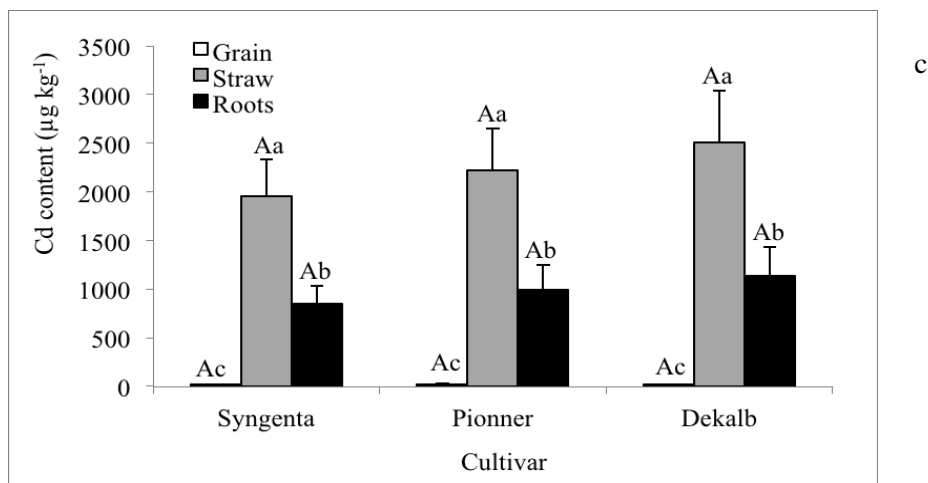 Grain
Straw
Roots
c
Cd content (µg kg-1)
3500
3000
2500
2000
1500
1000
500
0
Aa
Aa
Aa
Ab
Ab
Ab
Ac
Ac
Ac
Syngenta
Pionner
Dekalb
Cultivar